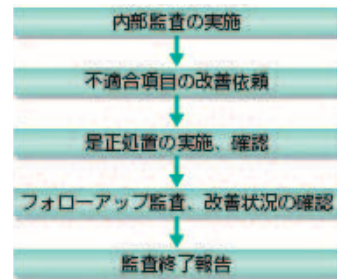 内部監査の実施
不適合項目の改善依頼
是正処置の実施、確認
フォローアップ監査、改善状況の確認
監査終了報告